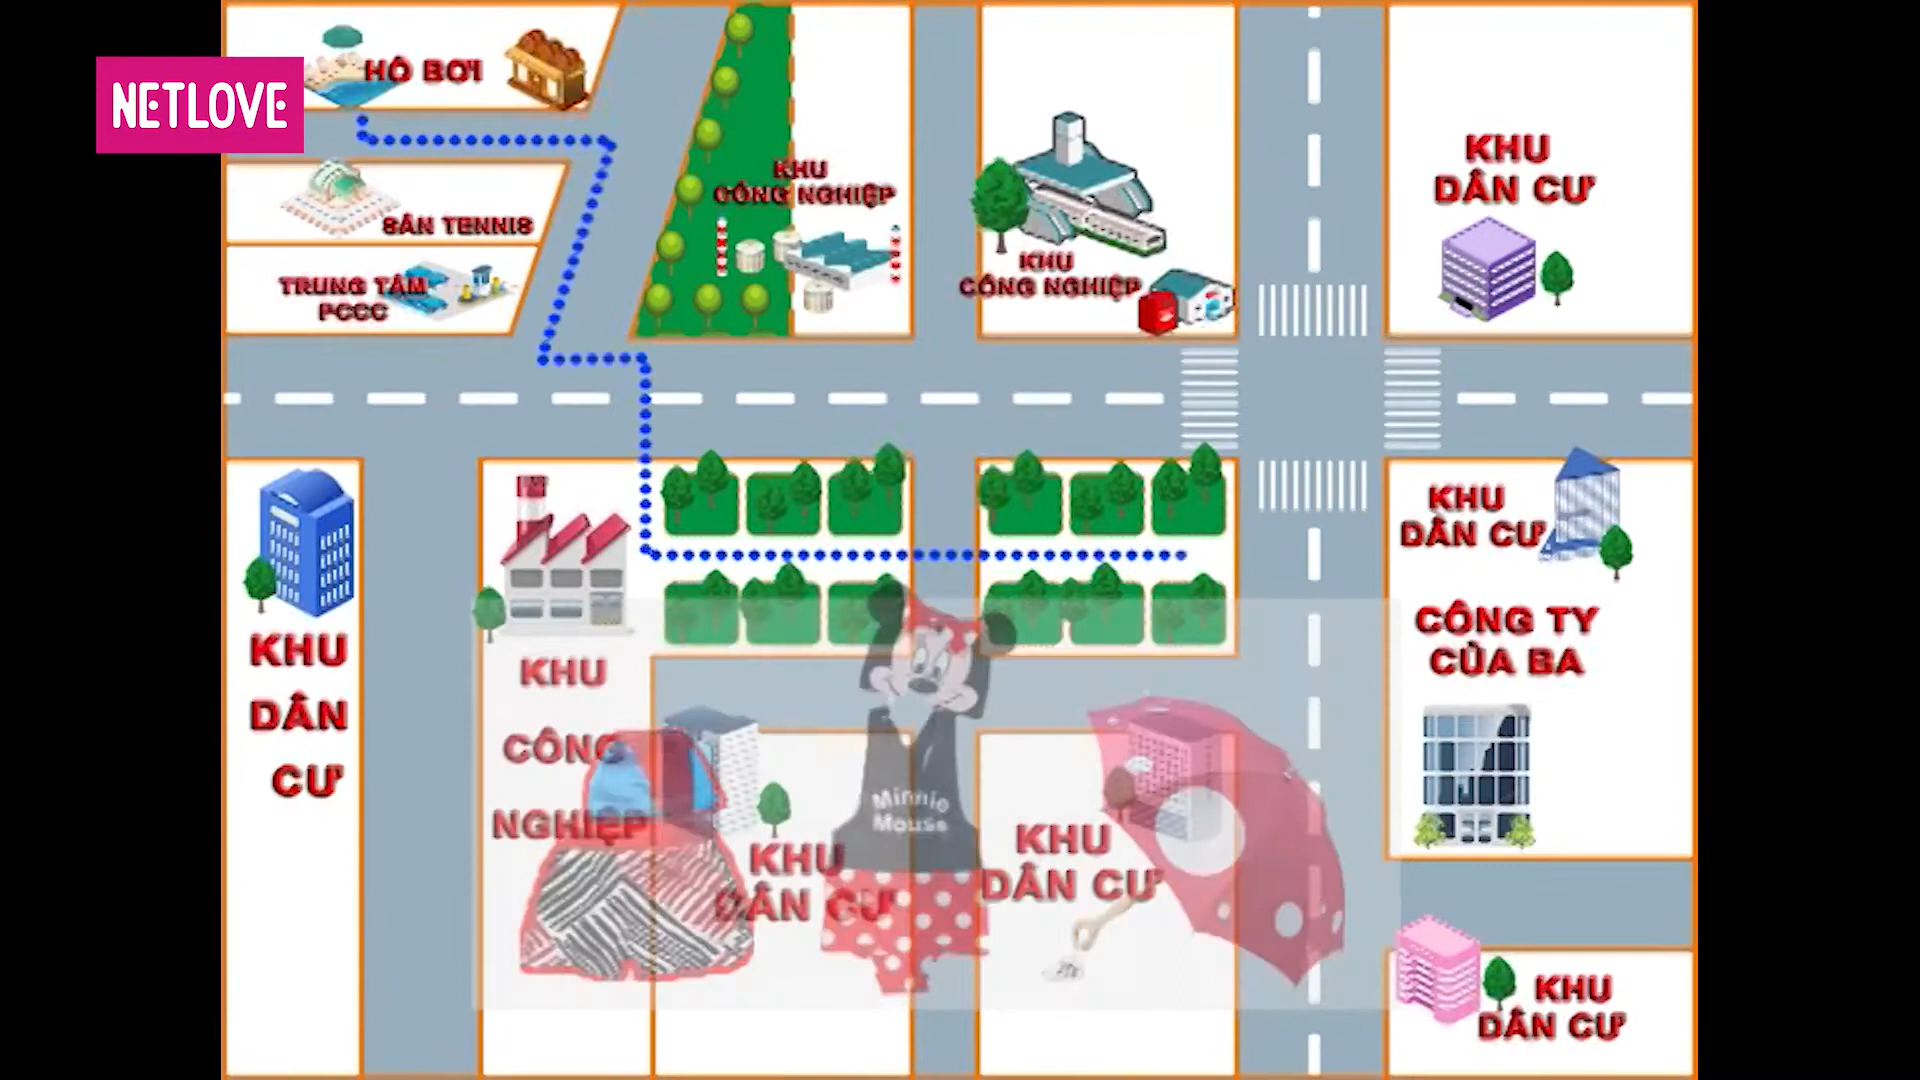 HỒ BƠI
NETLOVE
SÂN TENNIS
TRUNG TÂM
PCCC
KHU
CÔNG NGHIỆP
KHU
CÔNG NGHIỆP
KHU
DÂN CƯ
KHU
DÂN
CƯ
KHU
CÔNG
NGHIỆP
KHU
DÂN CƯ
Minnie
Mouse
KHU
DÂN CƯ
KHU
DÂN CƯ
CÔNG TY
CỦA BA
KHU
DÂN CƯ